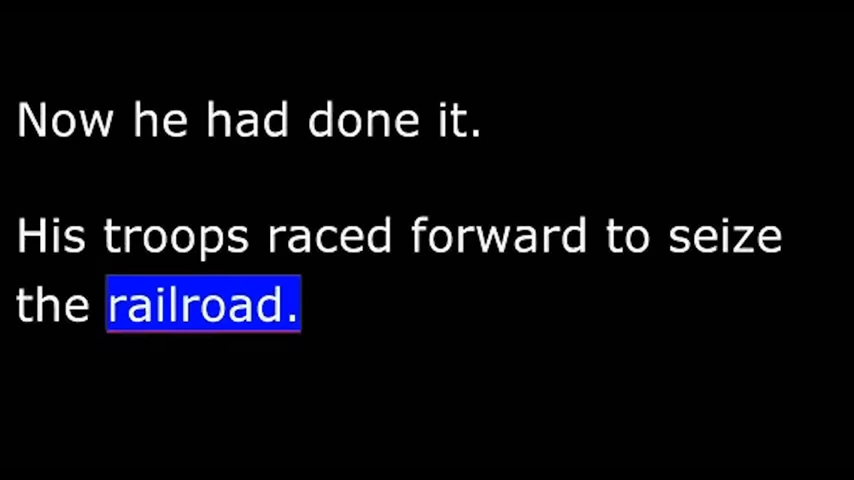 Now he had done it.
His troops raced forward to seize
the railroad.